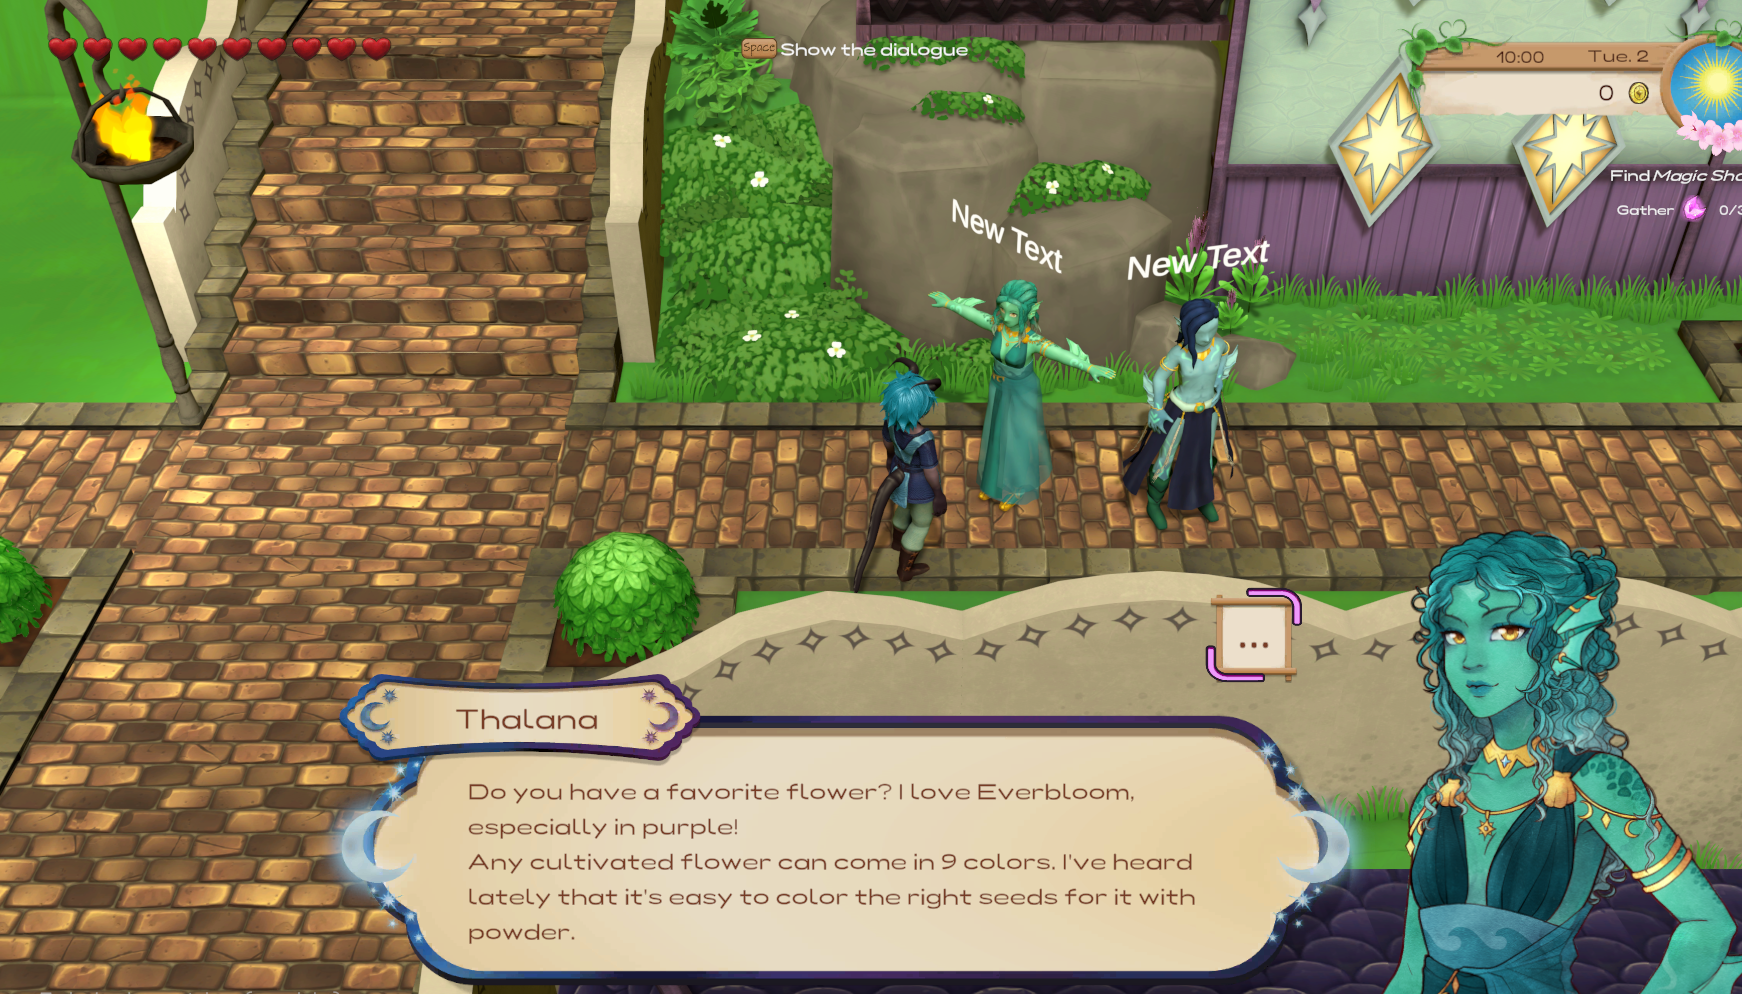 Space Show the dialogue
10:00 Tue. 2
0
Find Magic
Gather 0/3
New Text
New Text
...
Thalana
Do you have a favorite flower? I love Everbloom,
especially in purple!
Any cultivated flower can come in 9 colors. I've heard
lately that it's easy to color the right seeds for it with
powder.